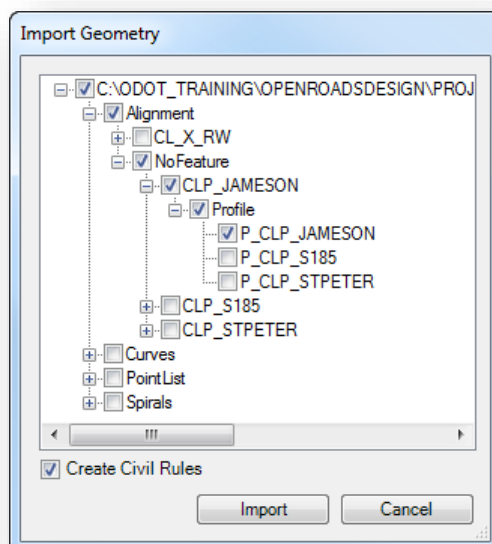 Import Geometry
C:\ODOT_TRAINING\OPENROADSDESIGN\PROJ
Alignment
CL_X_RW
NoFeature
CLP_JAMESON
Profile
P_CLP_JAMESON
P_CLP_S185
P_CLP_STPETER
CLP_S185
CLP_STPETER
Curves
PointList
Spirals
Create Civil Rules
Import Cancel